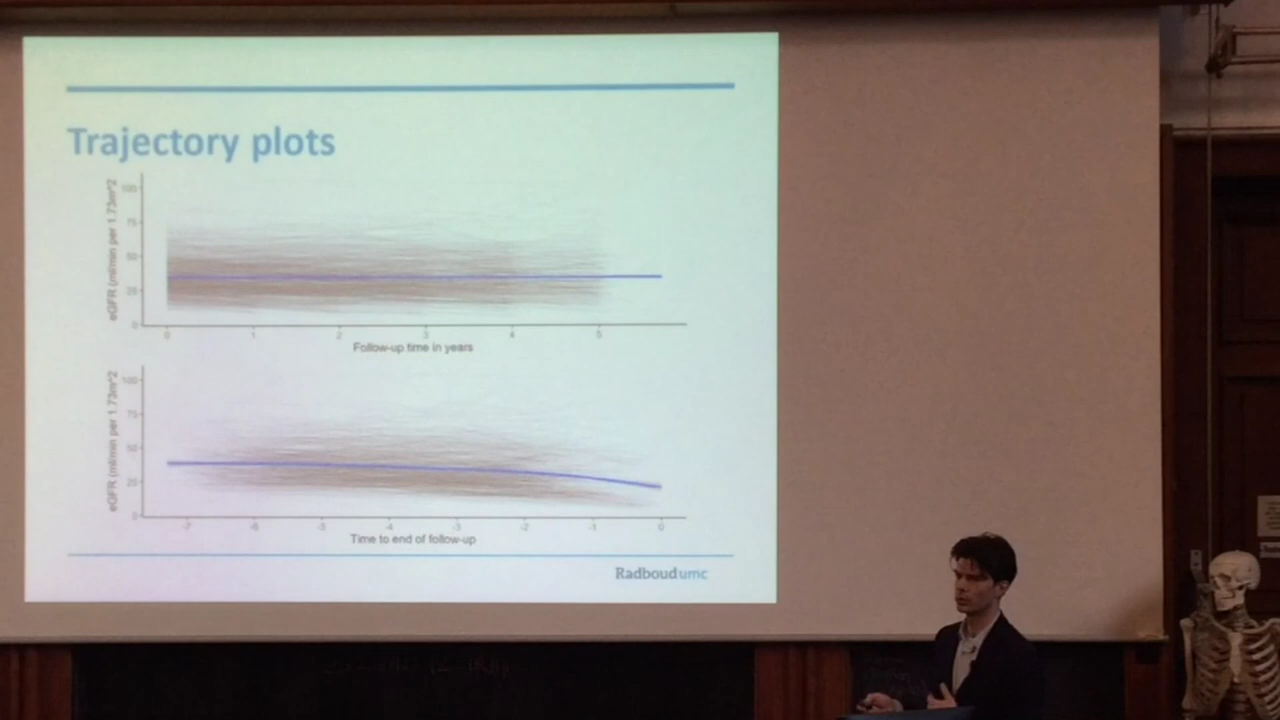 Trajectory plots
eGFR (ml/min per 1.73m^2
100
75
50
25
0
0 1 2 3 4 5
Follow-up time in years
eGFR (ml/min per 1.73m^2
100
75
50
25
0
-7 -6 -5 -4 -3 -2 -1 0
Time to end of follow-up
Radboudumc